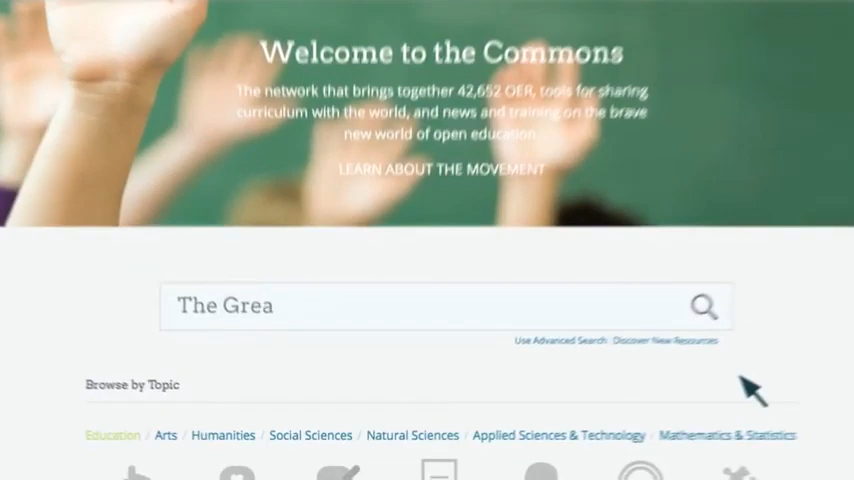 Welcome to the Commons
The network that brings together 42,652 OER, tools for sharing
curriculum with the world, and news and training on the brave
new world of open education.
LEARN ABOUT THE MOVEMENT
The Grea
Use Advanced Search Discover New Resources
Browse by Topic
Education / Arts / Humanities / Social Sciences / Natural Sciences / Applied Sciences & Technology / Mathematics & Statistics